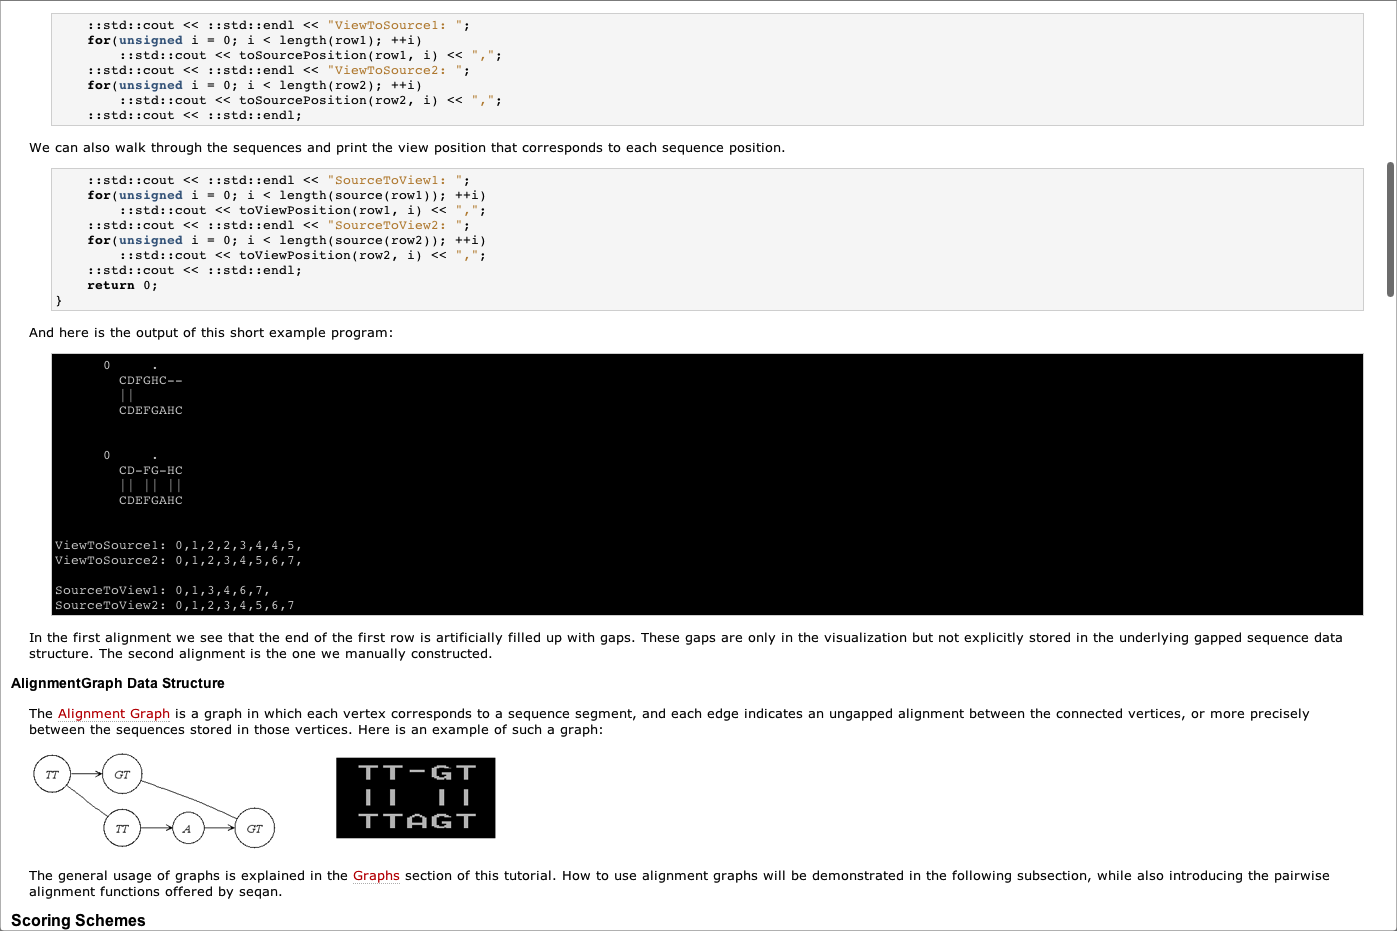 ::std::cout << ::std::endl << "ViewToSource1: ";
for(unsigned i = 0; i < length(row1); ++i)
::std::cout << toSourcePosition(row1, i) << ",";
::std::cout << ::std::endl << "ViewToSource2: ";
for(unsigned i = 0; i < length(row2); ++i)
::std::cout << toSourcePosition(row2, i) << ",";
::std::cout << ::std::endl;
We can also walk through the sequences and print the view position that corresponds to each sequence position.
::std::cout << ::std::endl << "SourceToView1: ";
for(unsigned i = 0; i < length(source(row1)); ++i)
::std::cout << toViewPosition(row1, i) << ",";
::std::cout << ::std::endl << "SourceToView2: ";
for(unsigned i = 0; i < length(source(row2)); ++i)
::std::cout << toViewPosition(row2, i) << ",";
::std::cout << ::std::endl;
return 0;
}
And here is the output of this short example program:
0     .
CDFGHC--
||
CDEFGAHC
0     .
CD-FG-HC
|| || ||
CDEFGAHC
ViewToSource1: 0,1,2,2,3,4,4,5,
ViewToSource2: 0,1,2,3,4,5,6,7,
SourceToView1: 0,1,3,4,6,7,
SourceToView2: 0,1,2,3,4,5,6,7
In the first alignment we see that the end of the first row is artificially filled up with gaps. These gaps are only in the visualization but not explicitly stored in the underlying gapped sequence data
structure. The second alignment is the one we manually constructed.
AlignmentGraph Data Structure
The Alignment Graph is a graph in which each vertex corresponds to a sequence segment, and each edge indicates an ungapped alignment between the connected vertices, or more precisely
between the sequences stored in those vertices. Here is an example of such a graph:
TT GT
TT A GT
TT-GT
|| ||
TTAGT
The general usage of graphs is explained in the Graphs section of this tutorial. How to use alignment graphs will be demonstrated in the following subsection, while also introducing the pairwise
alignment functions offered by seqan.
Scoring Schemes